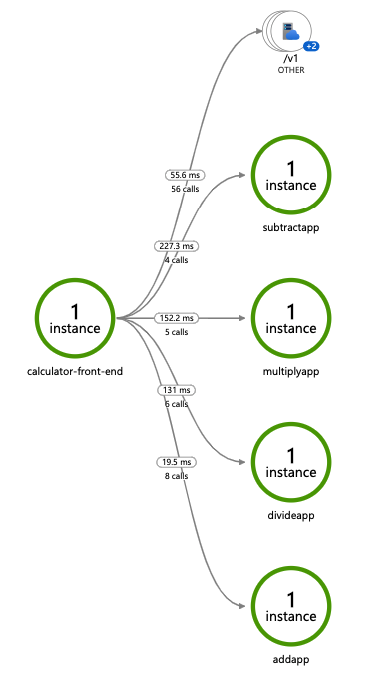 +2
/v1
OTHER
55.6 ms
56 calls
1
instance
subtractapp
227.3 ms
4 calls
1
instance
calculator-front-end
152.2 ms
5 calls
1
instance
multiplyapp
131 ms
6 calls
1
instance
divideapp
19.5 ms
8 calls
1
instance
addapp